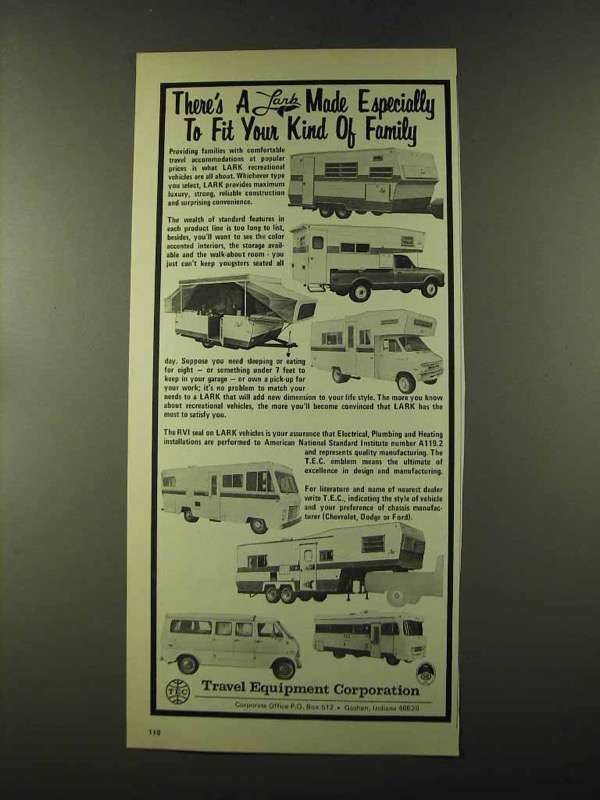 There's A Lark Made Especially
To Fit Your Kind Of Family
Providing families with comfortable
travel accommodations at popular
prices is what LARK recreational
vehicles are all about. Whichever type
you select, LARK provides maximum
luxury, strong, reliable construction
and surprising convenience.
The wealth of standard features in
each product line is too long to list,
besides, you'll want to see the color
accented interiors, the storage avail-
able and the walk-about room - you
just can't keep youngsters seated all
day. Suppose you need sleeping or eating
for eight — or something under 7 feet to
keep in your garage — or own a pick-up for
your work; it's no problem to match your
needs to a LARK that will add new dimension to your life style. The more you know
about recreational vehicles, the more you'll become convinced that LARK has the
most to satisfy you.
The RVI seal on LARK vehicles is your assurance that Electrical, Plumbing and Heating
installations are performed to American National Standard Institute number A119.2
and represents quality manufacturing. The
T.E.C. emblem means the ultimate of
excellence in design and manufacturing.
For literature and name of nearest dealer
write T.E.C., indicating the style of vehicle
and your preference of chassis manufac-
turer (Chevrolet, Dodge or Ford).
TEC
Travel Equipment Corporation
Corporate Office P.O. Box 512 • Goshen, Indiana 46526
110